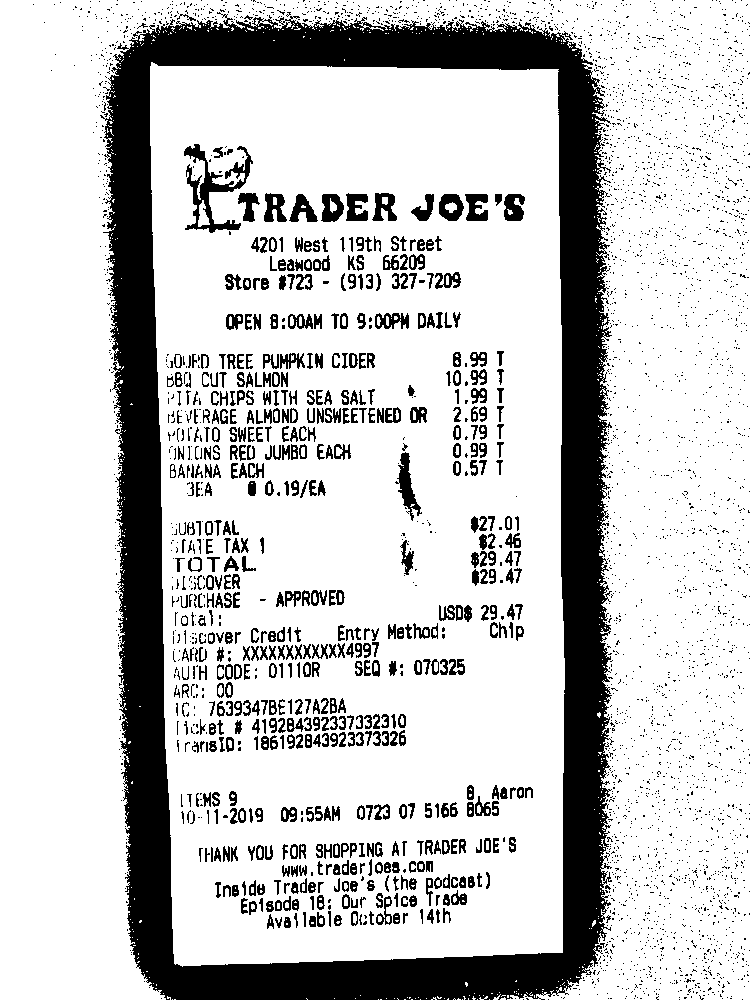 TRADER JOE'S
4201 West 119th Street
Leawood KS 66209
Store #723 - (913) 327-7209
OPEN 8:00AM TO 9:00PM DAILY
GOURD TREE PUMPKIN CIDER 8.99 T
BBQ CUT SALMON 10.99 T
PITA CHIPS WITH SEA SALT 1.99 T
BEVERAGE ALMOND UNSWEETENED OR 2.69 T
POTATO SWEET EACH 0.79 T
ONIONS RED JUMBO EACH 0.99 T
BANANA EACH 0.57 T
3EA @ 0.19/EA
SUBTOTAL $27.01
STATE TAX 1 $2.46
TOTAL $29.47
DISCOVER $29.47
PURCHASE - APPROVED
Total: USD$ 29.47
Discover Credit Entry Method: Chip
CARD #: XXXXXXXXXXXX4997
AUTH CODE: 01110R SEQ #: 070325
ARC: 00
TC: 7639347BE127A2BA
Ticket # 419284392337332310
TransID: 186192843923373326
ITEMS 9 B, Aaron
10-11-2019 09:55AM 0723 07 5166 8065
THANK YOU FOR SHOPPING AT TRADER JOE'S
www.traderjoes.com
Inside Trader Joe's (the podcast)
Episode 18: Our Spice Trade
Available October 14th